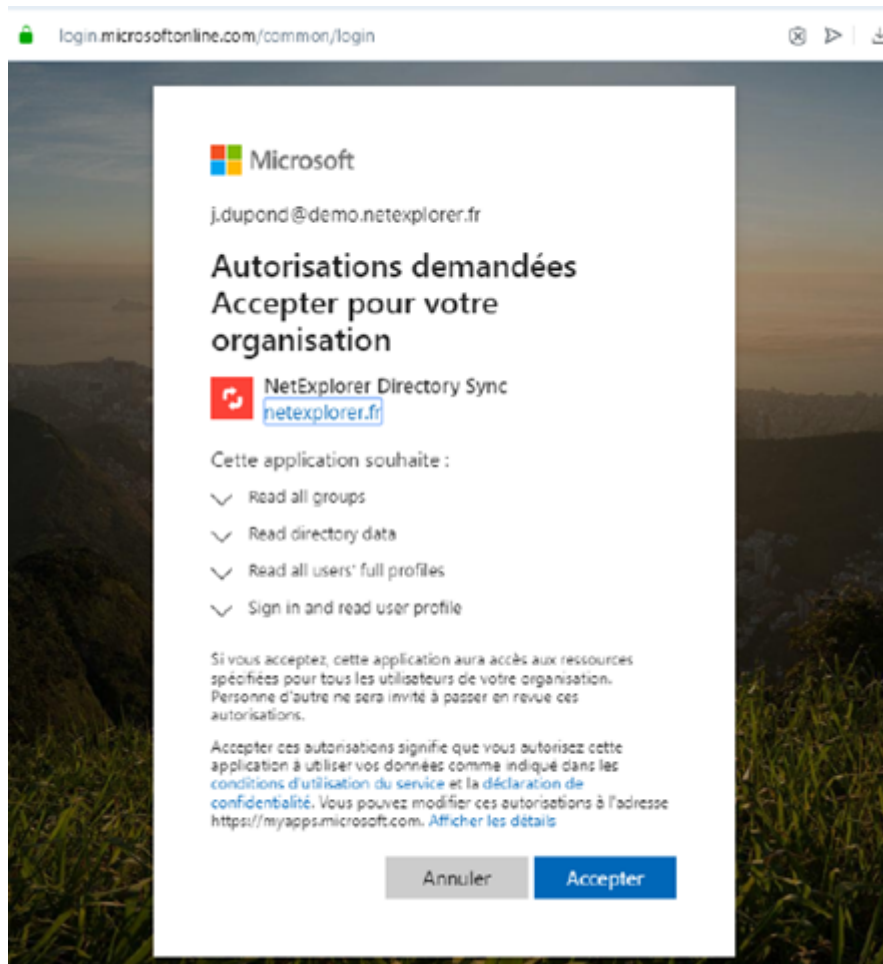 login.microsoftonline.com/common/login
Microsoft
j.dupond@demo.netexplorer.fr
Autorisations demandées
Accepter pour votre
organisation
NetExplorer Directory Sync
netexplorer.fr
Cette application souhaite :
Read all groups
Read directory data
Read all users' full profiles
Sign in and read user profile
Si vous acceptez, cette application aura accès aux ressources
spécifiées pour tous les utilisateurs de votre organisation.
Personne d'autre ne sera invité à passer en revue ces
autorisations.
Accepter ces autorisations signifie que vous autorisez cette
application à utiliser vos données comme indiqué dans les
conditions d'utilisation du service et la déclaration de
confidentialité. Vous pouvez modifier ces autorisations à l'adresse
https://myapps.microsoft.com. Afficher les détails
Annuler
Accepter